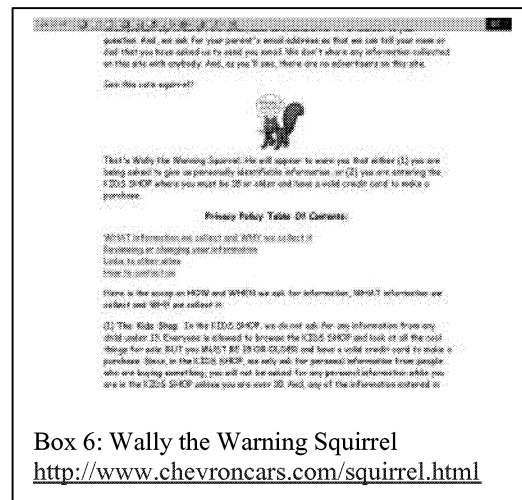 question. And, we ask for your parent's email address so that we can tell your mom or
dad that you have asked us to send you email. We don't share any information collected
on this site with anybody. And, as you'll see, there are no advertisers on this site.
See this cute squirrel?
That's Wally the Warning Squirrel. He will appear to warn you that either (1) you are
being asked to give us personally identifiable information, or (2) you are entering the
KIDS SHOP where you must be 18 or older and have a valid credit card to make a
purchase.
Privacy Policy Table Of Contents:
WHAT information we collect and WHY we collect it
Reviewing or changing your information
Links to other sites
How to contact us
Here is the essay on HOW and WHEN we ask for information, WHAT information we
collect and WHY we collect it:
(1) The Kids Shop. In the KIDS SHOP, we do not ask for any information from any
child under 13. Everyone is allowed to browse the KIDS SHOP and look at all the cool
things for sale, BUT you MUST BE 18 OR OLDER and have a valid credit card to make a
purchase. Since, in the KIDS SHOP, we only ask for personal information from people
who are buying something, you will not be asked for any personal information while you
are in the KIDS SHOP unless you are over 18. And, any of the information entered in
Box 6: Wally the Warning Squirrel
http://www.chevroncars.com/squirrel.html